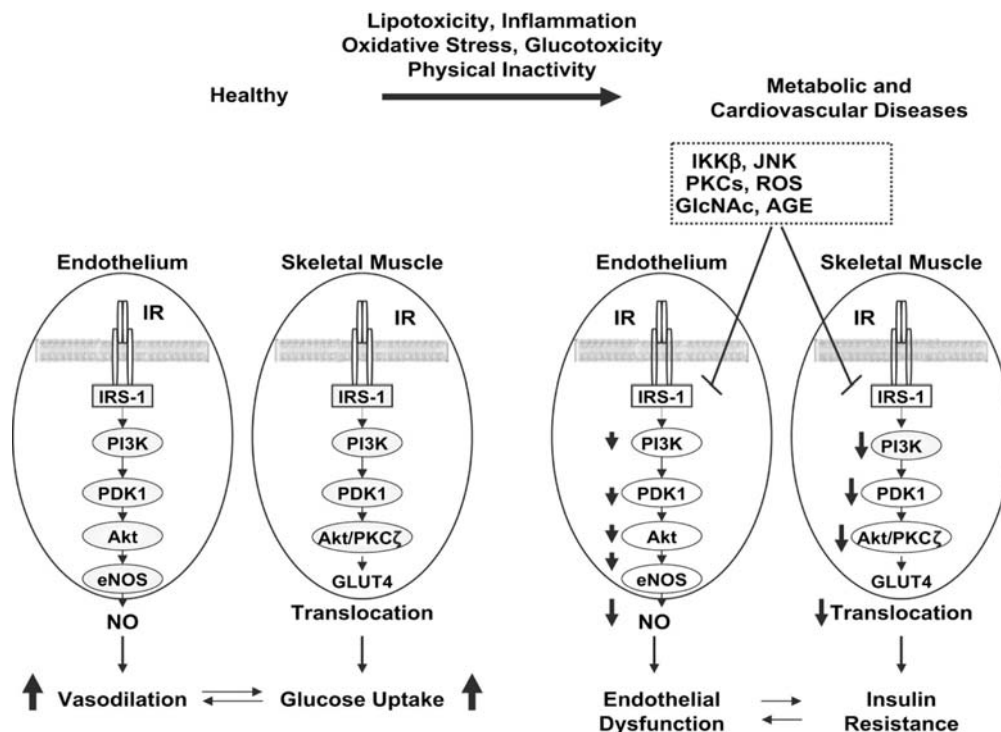 Lipotoxicity, Inflammation
Oxidative Stress, Glucotoxicity
Physical Inactivity
Healthy
Metabolic and
Cardiovascular Diseases
IKKβ, JNK
PKCs, ROS
GlcNAc, AGE
Endothelium
IR
IRS-1
PI3K
PDK1
Akt
eNOS
NO
Vasodilation
Skeletal Muscle
IR
IRS-1
PI3K
PDK1
Akt/PKCζ
GLUT4
Translocation
Glucose Uptake
Endothelium
IR
IRS-1
PI3K
PDK1
Akt
eNOS
NO
Endothelial
Dysfunction
Skeletal Muscle
IR
IRS-1
PI3K
PDK1
Akt/PKCζ
GLUT4
Translocation
Insulin
Resistance